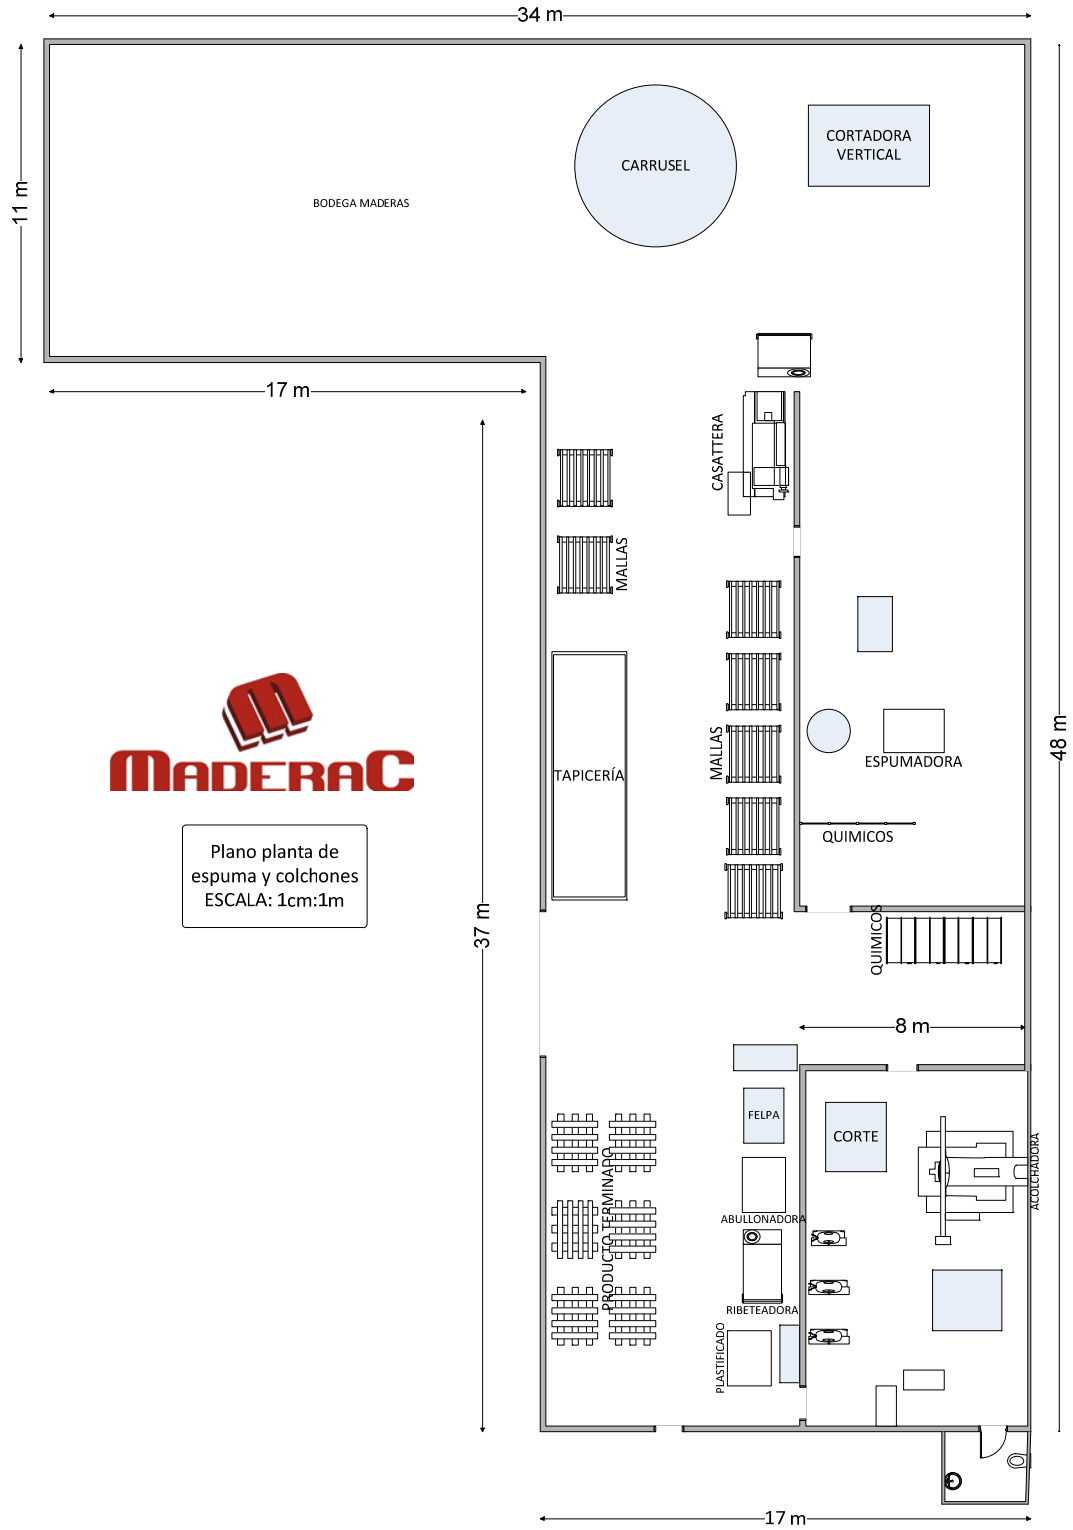 34 m
11 m
CARRUSEL
CORTADORA
VERTICAL
BODEGA MADERAS
17 m
CASATTERA
MALLAS
MALLAS
TAPICERÍA
ESPUMADORA
QUIMICOS
48 m
MADERAC
Plano planta de
espuma y colchones
ESCALA: 1cm:1m
37 m
QUIMICOS
8 m
FELPA
CORTE
ACOLCHADORA
PRODUCTO TERMINADO
ABULLONADORA
RIBETEADORA
PLASTIFICADO
17 m